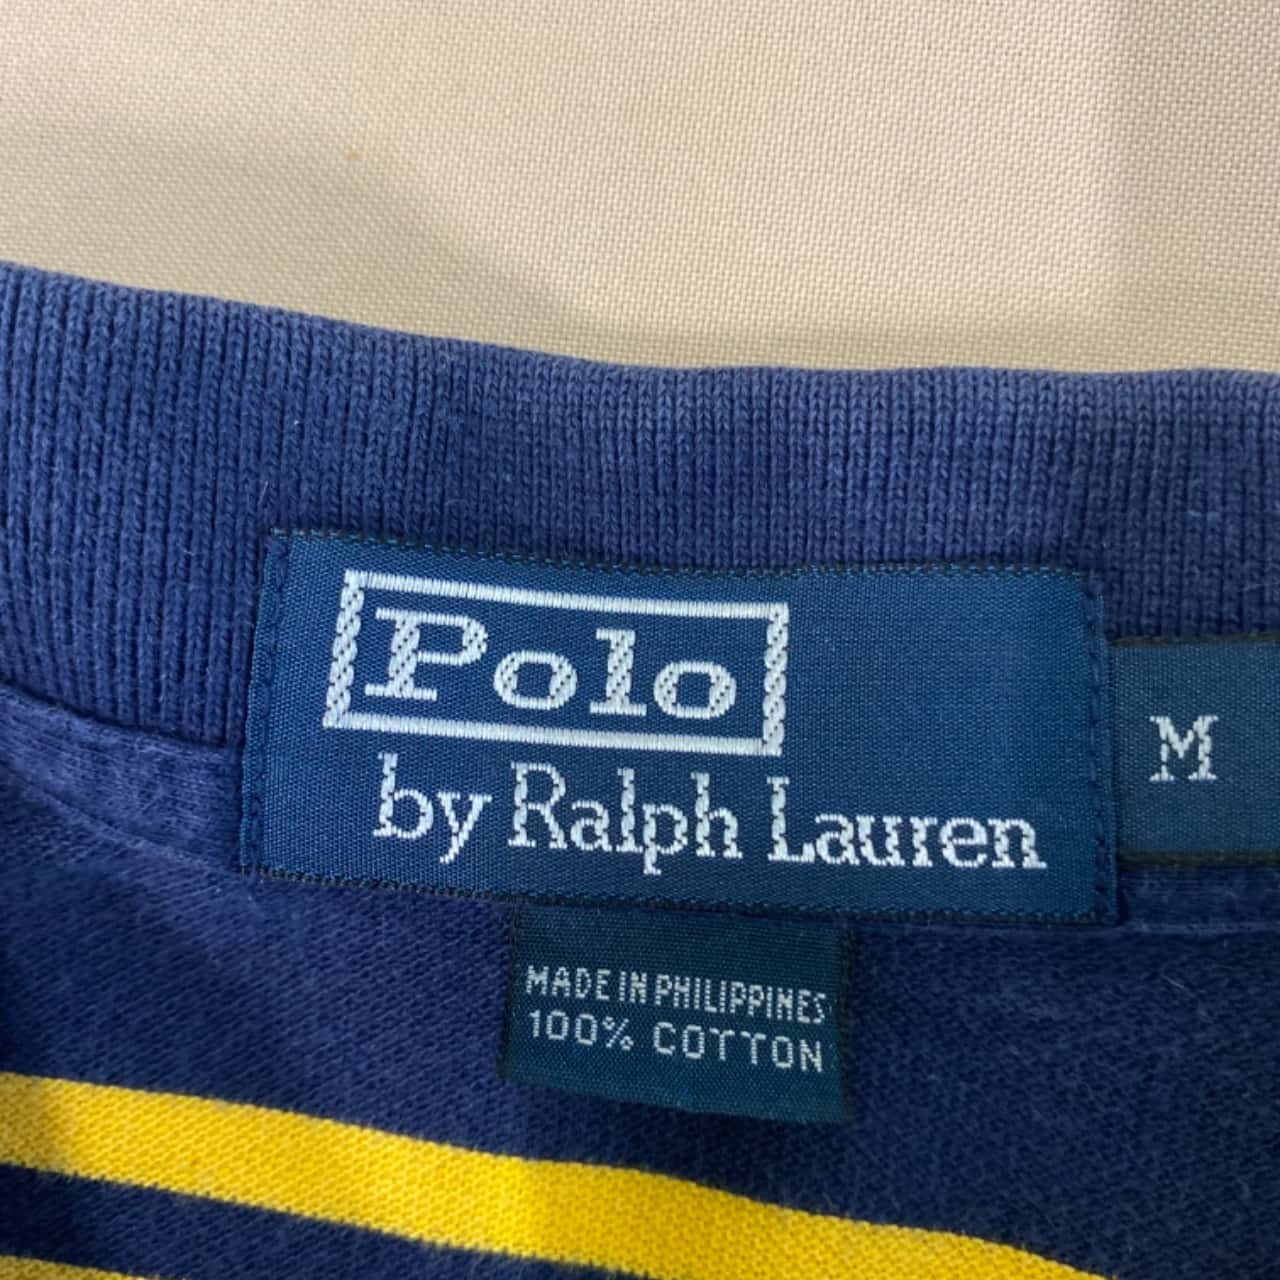 Polo
by Ralph Lauren
M
MADE IN PHILIPPINES
100% COTTON